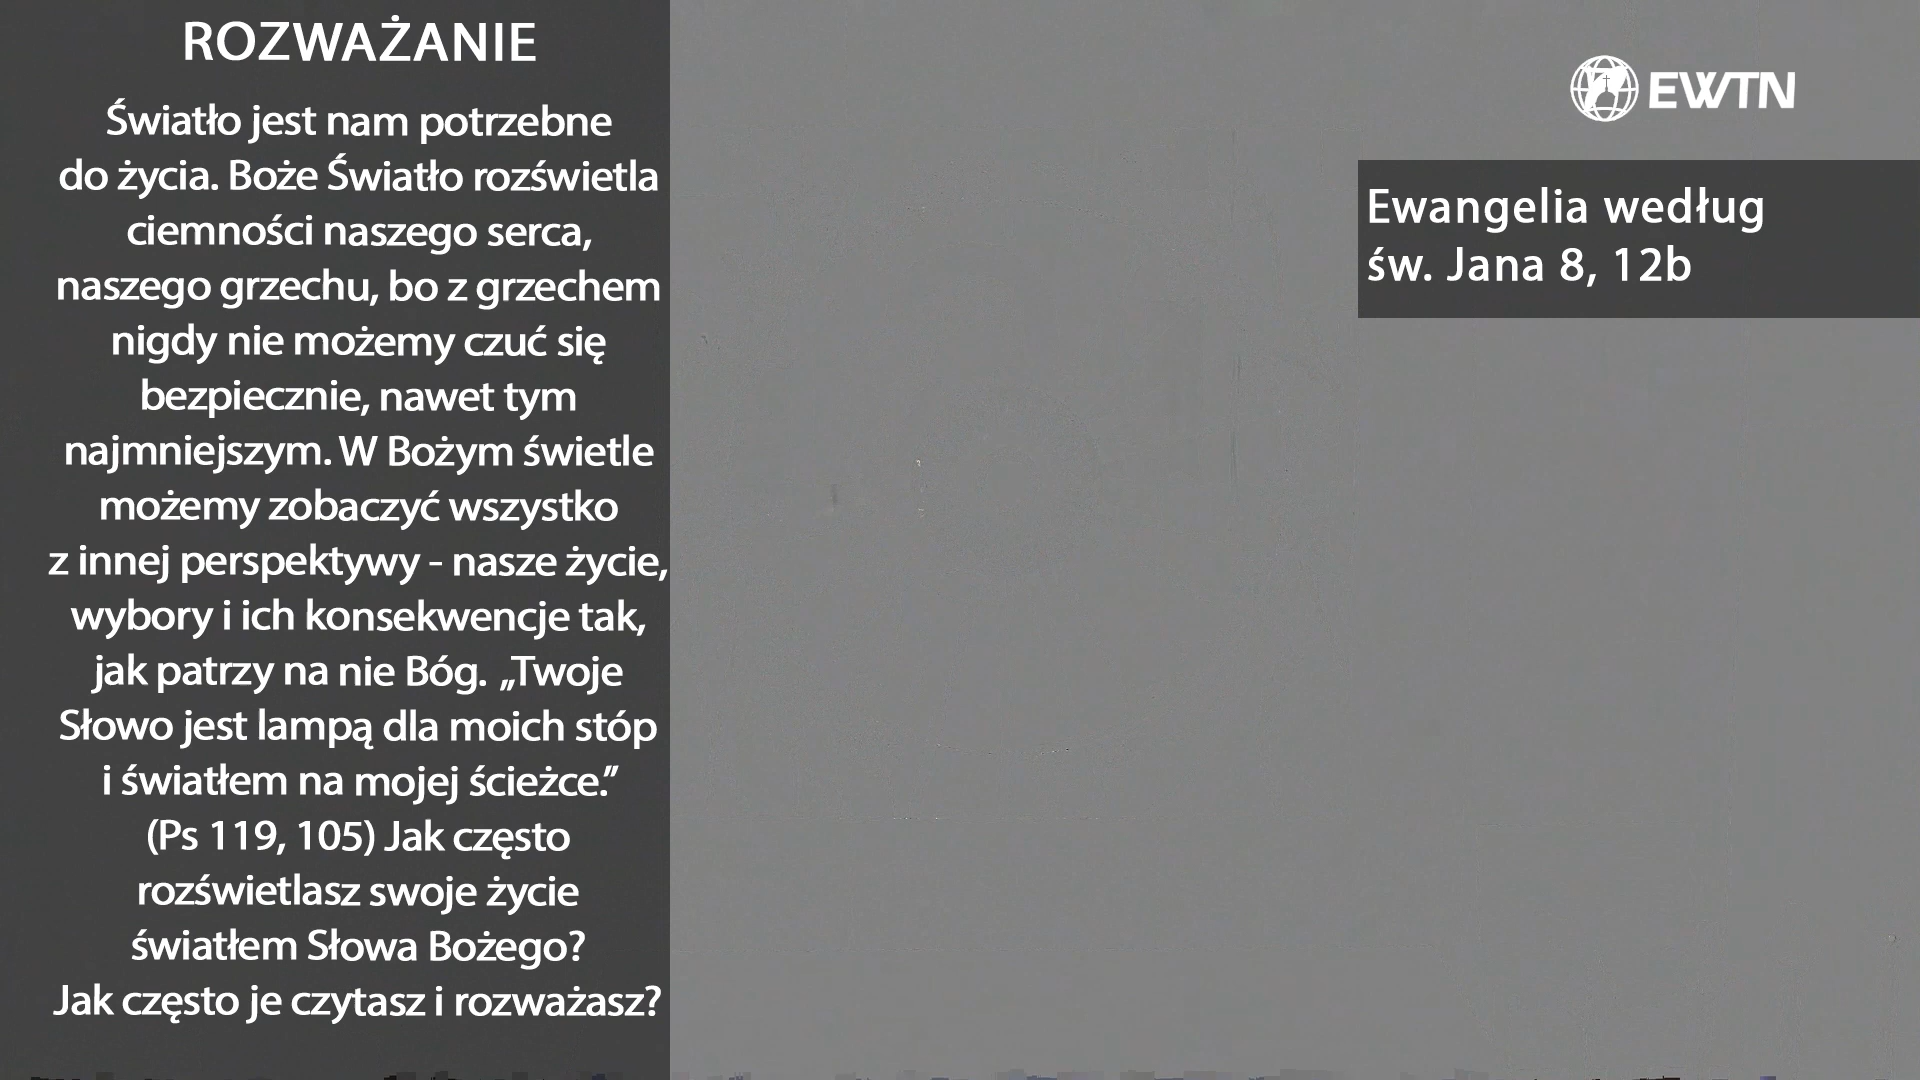 ROZWAŻANIE
Światło jest nam potrzebne
do życia. Boże Światło rozświetla
ciemności naszego serca,
naszego grzechu, bo z grzechem
nigdy nie możemy czuć się
bezpiecznie, nawet tym
najmniejszym. W Bożym świetle
możemy zobaczyć wszystko
z innej perspektywy - nasze życie,
wybory i ich konsekwencje tak,
jak patrzy na nie Bóg. „Twoje
Słowo jest lampą dla moich stóp
i światłem na mojej ścieżce.”
(Ps 119, 105) Jak często
rozświetlasz swoje życie
światłem Słowa Bożego?
Jak często je czytasz i rozważasz?
EWTN
Ewangelia według
św. Jana 8, 12b